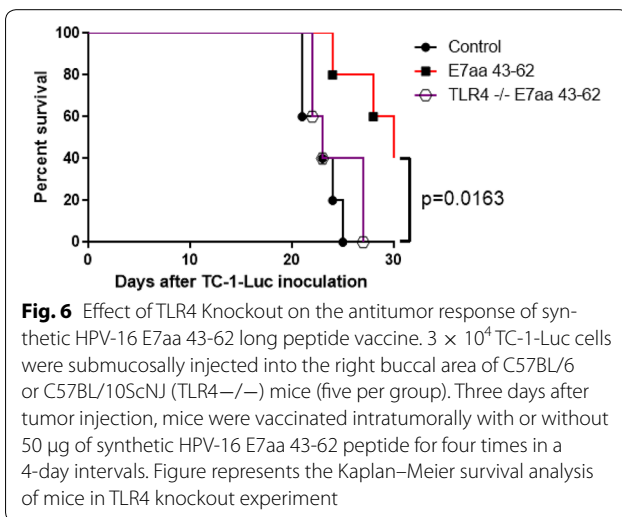 100
80
60
40
20
0
Percent survival
0 10 20 30
Days after TC-1-Luc inoculation
Control
E7aa 43-62
TLR4 -/- E7aa 43-62
p=0.0163
Fig. 6 Effect of TLR4 Knockout on the antitumor response of syn-
thetic HPV-16 E7aa 43-62 long peptide vaccine. 3 × 10⁴ TC-1-Luc cells
were submucosally injected into the right buccal area of C57BL/6
or C57BL/10ScNJ (TLR4−/−) mice (five per group). Three days after
tumor injection, mice were vaccinated intratumorally with or without
50 μg of synthetic HPV-16 E7aa 43-62 peptide for four times in a
4-day intervals. Figure represents the Kaplan–Meier survival analysis
of mice in TLR4 knockout experiment